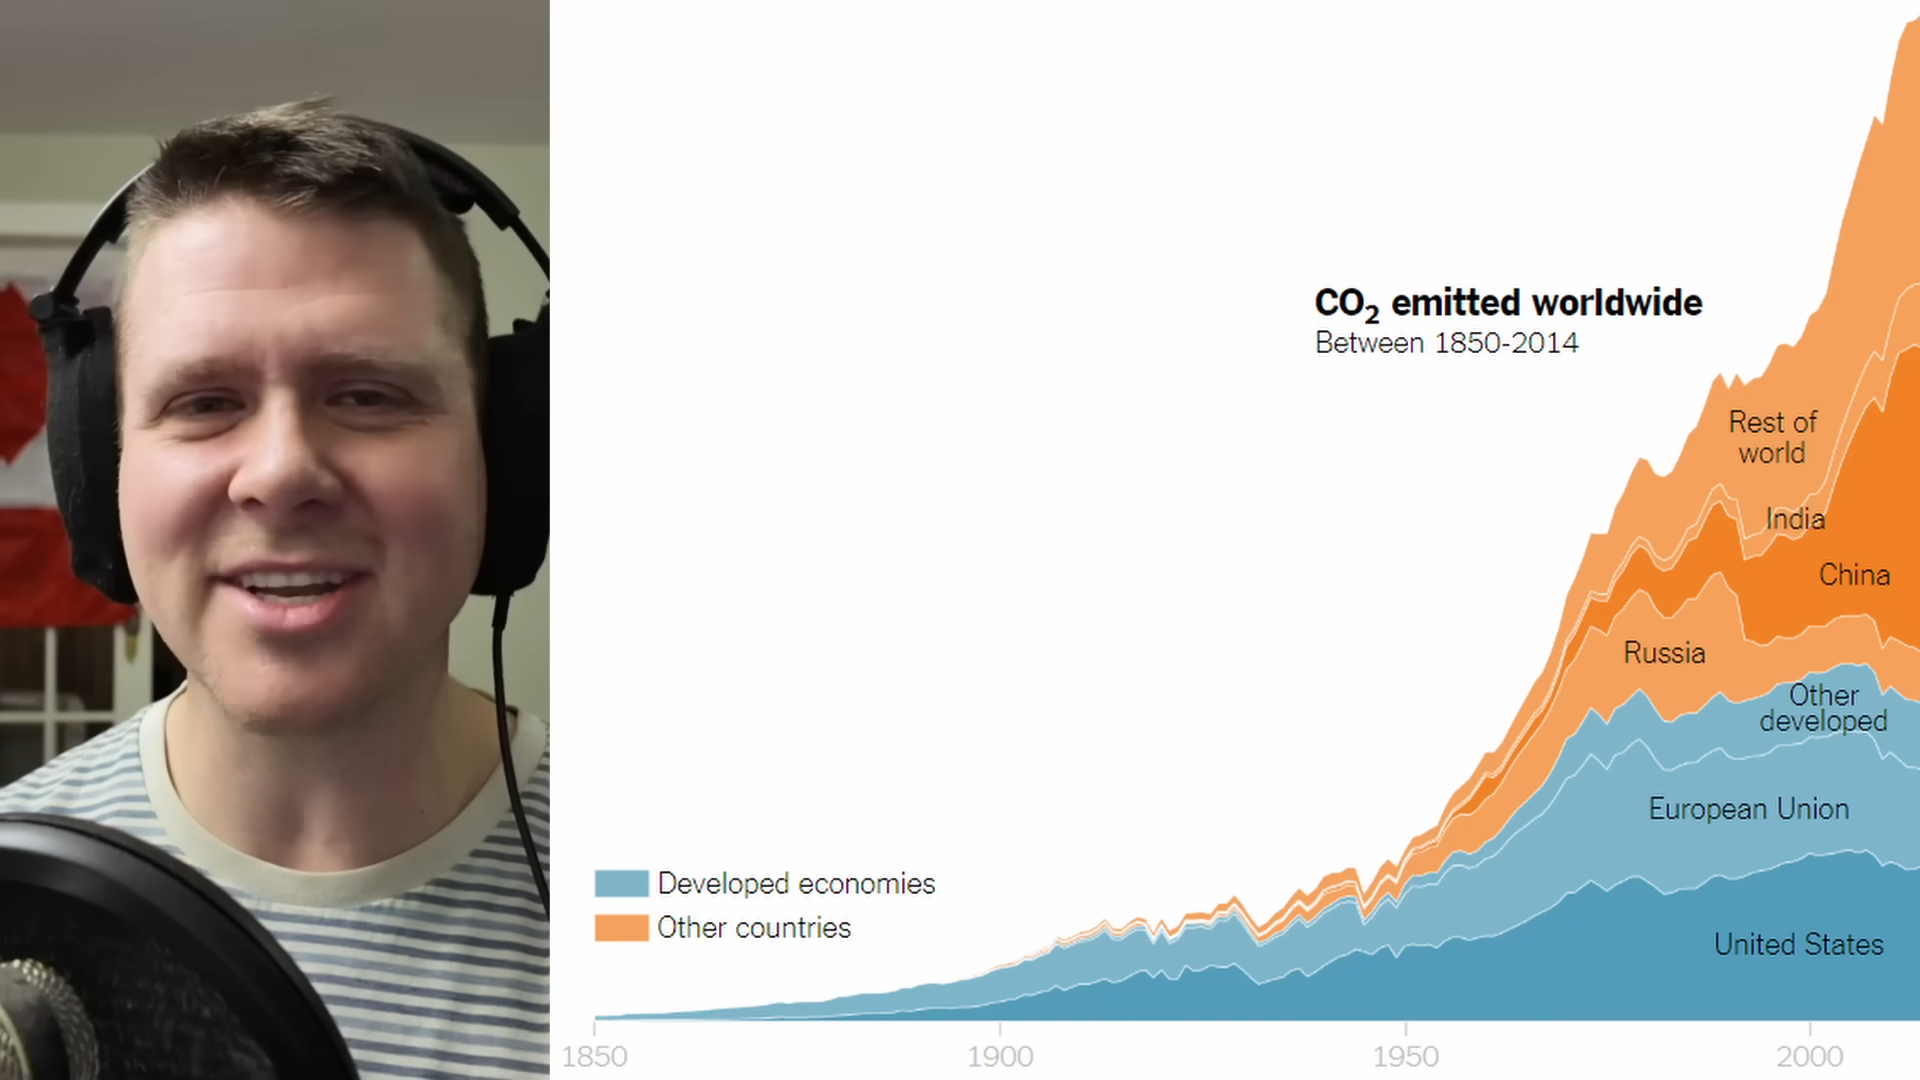 CO2 emitted worldwide
Between 1850-2014
Rest of
world
India
China
Russia
Other
developed
European Union
United States
Developed economies
Other countries
1850 1900 1950 2000